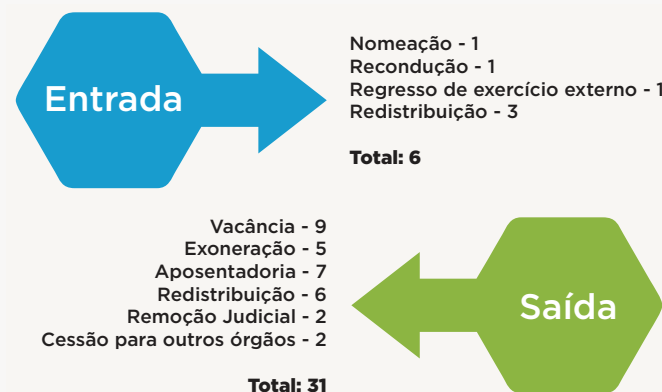 Entrada
Nomeação - 1
Recondução - 1
Regresso de exercício externo - 1
Redistribuição - 3
Total: 6
Vacância - 9
Exoneração - 5
Aposentadoria - 7
Redistribuição - 6
Remoção Judicial - 2
Cessão para outros órgãos - 2
Total: 31
Saída